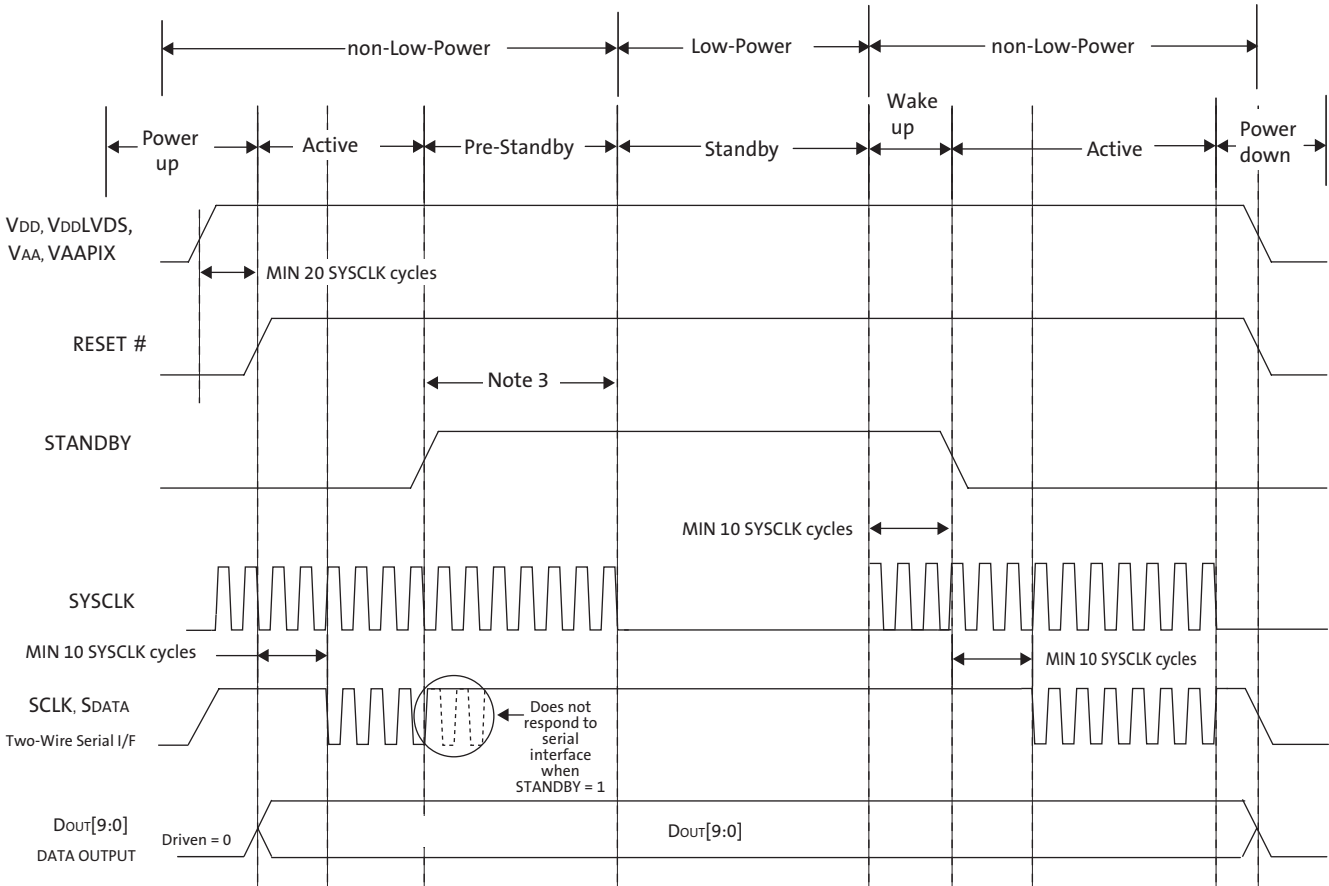 non-Low-Power
Low-Power
non-Low-Power
Power
up
Active
Pre-Standby
Standby
Wake
up
Active
Power
down
VDD, VDDLVDS,
VAA, VAAPIX
MIN 20 SYSCLK cycles
RESET #
Note 3
STANDBY
MIN 10 SYSCLK cycles
SYSCLK
MIN 10 SYSCLK cycles
MIN 10 SYSCLK cycles
SCLK, SDATA
Two-Wire Serial I/F
Does not
respond to
serial
interface
when
STANDBY = 1
DOUT[9:0]
DATA OUTPUT
Driven = 0
DOUT[9:0]